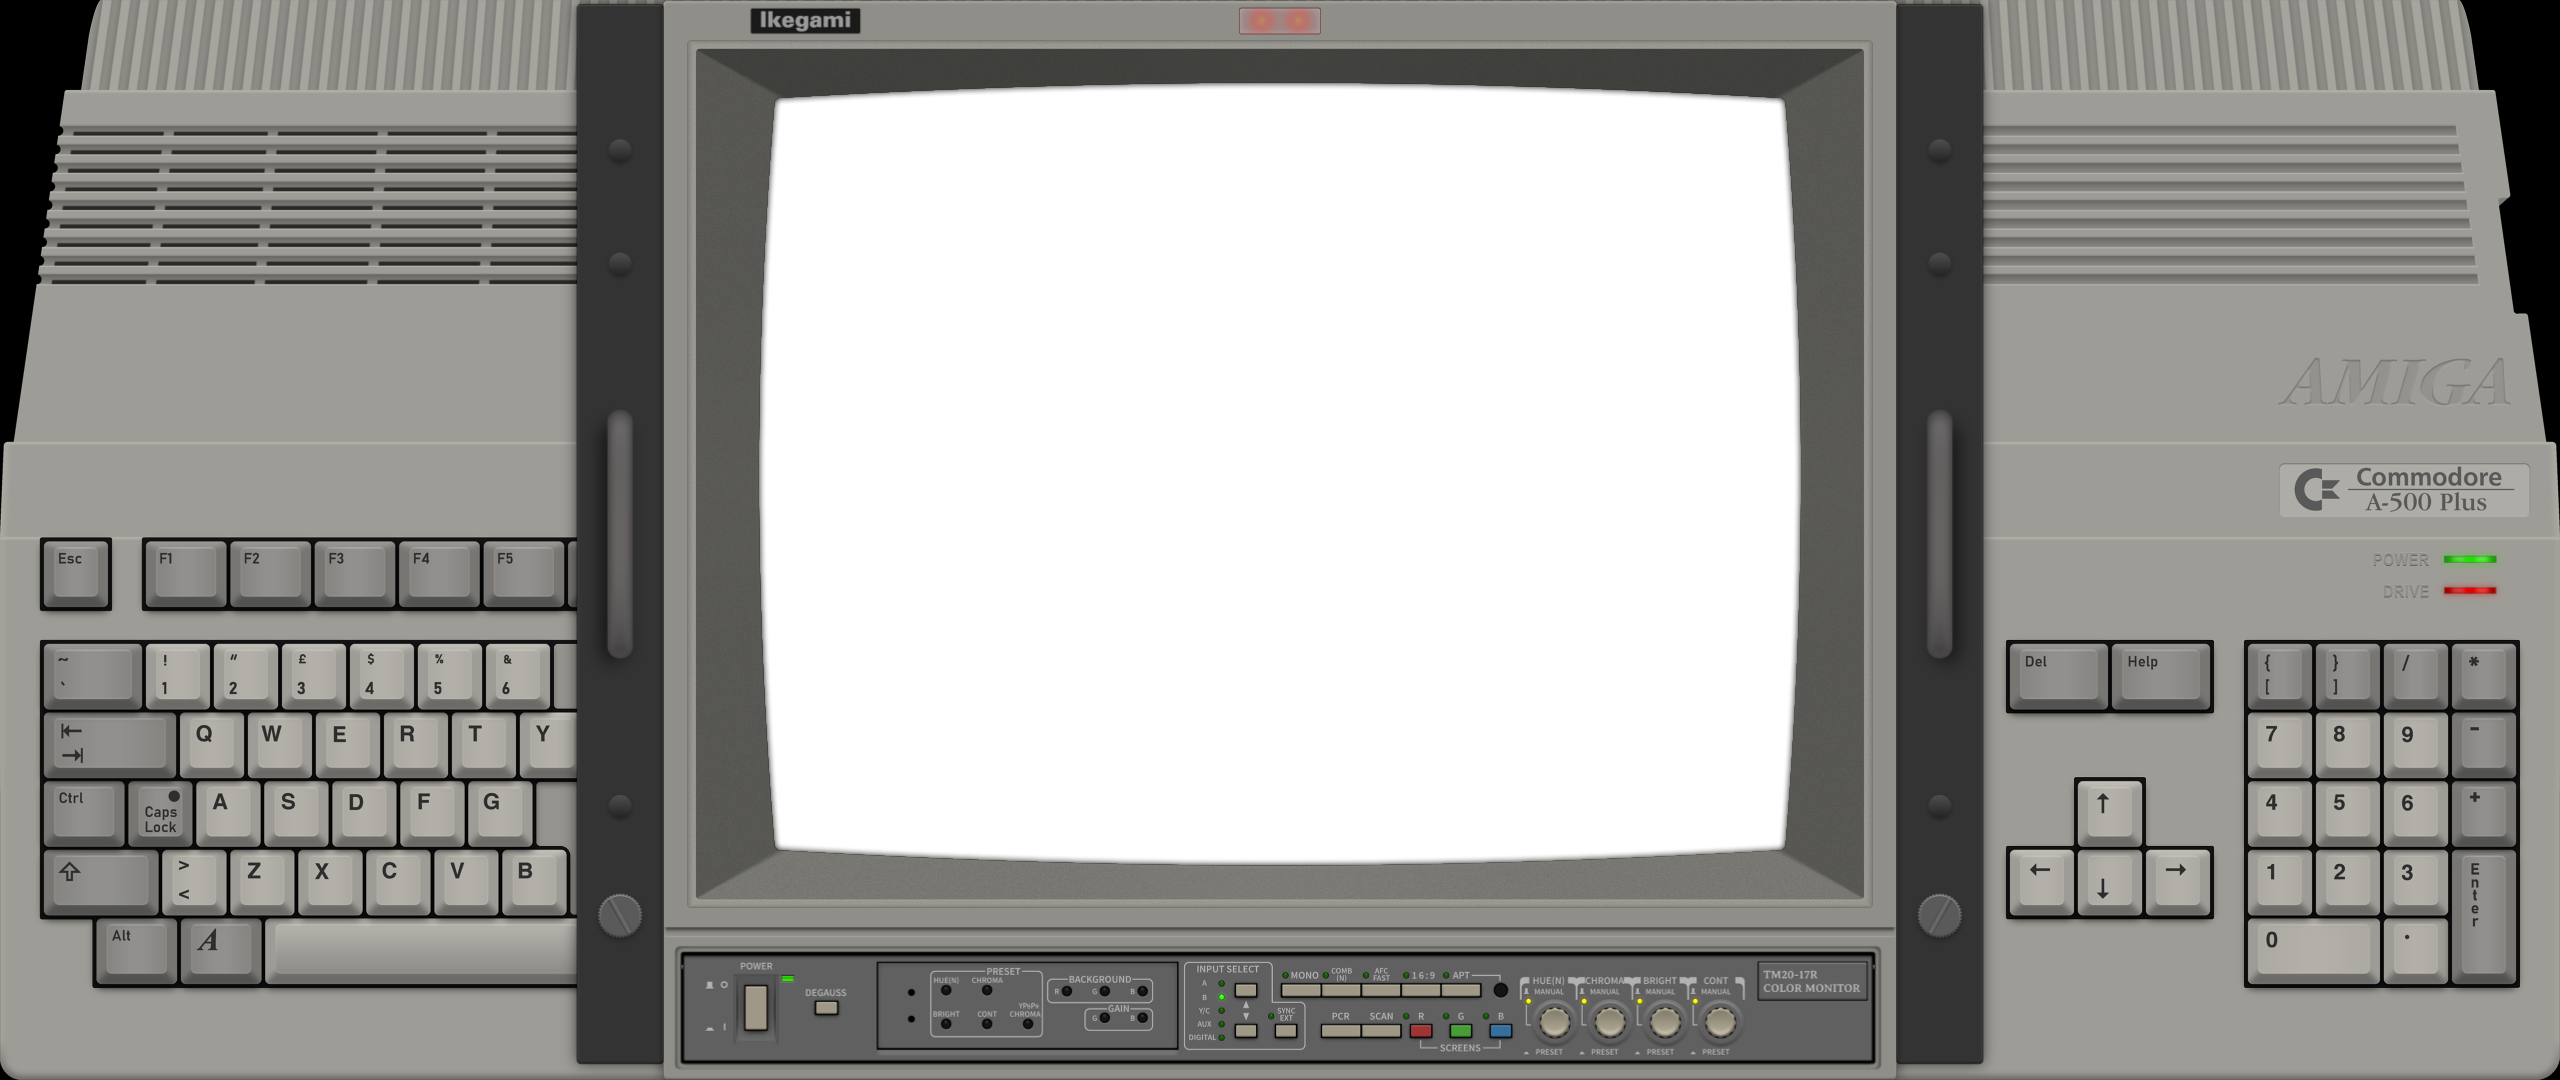 Ikegami
AMIGA
Commodore
A-500 Plus
POWER
DRIVE
Esc F1 F2 F3 F4 F5
~ ! " £ $ % &
` 1 2 3 4 5 6
Q W E R T Y
Ctrl Caps Lock A S D F G
> < Z X C V B
Alt A
Del Help
{ } / *
[ ]
7 8 9 -
4 5 6 +
1 2 3 Enter
0 .
↑
← ↓ →
POWER
DEGAUSS
PRESET
HUE(N) CHROMA
BRIGHT CONT YPBPR CHROMA
BACKGROUND
R G B
GAIN
G B
INPUT SELECT
A
B
Y/C
AUX
DIGITAL
SYNC EXT
MONO COMB (N) AFC FAST 16:9 APT
PCR SCAN R G B
SCREENS
HUE(N) CHROMA BRIGHT CONT
MANUAL MANUAL MANUAL MANUAL
PRESET PRESET PRESET PRESET
TM20-17R
COLOR MONITOR